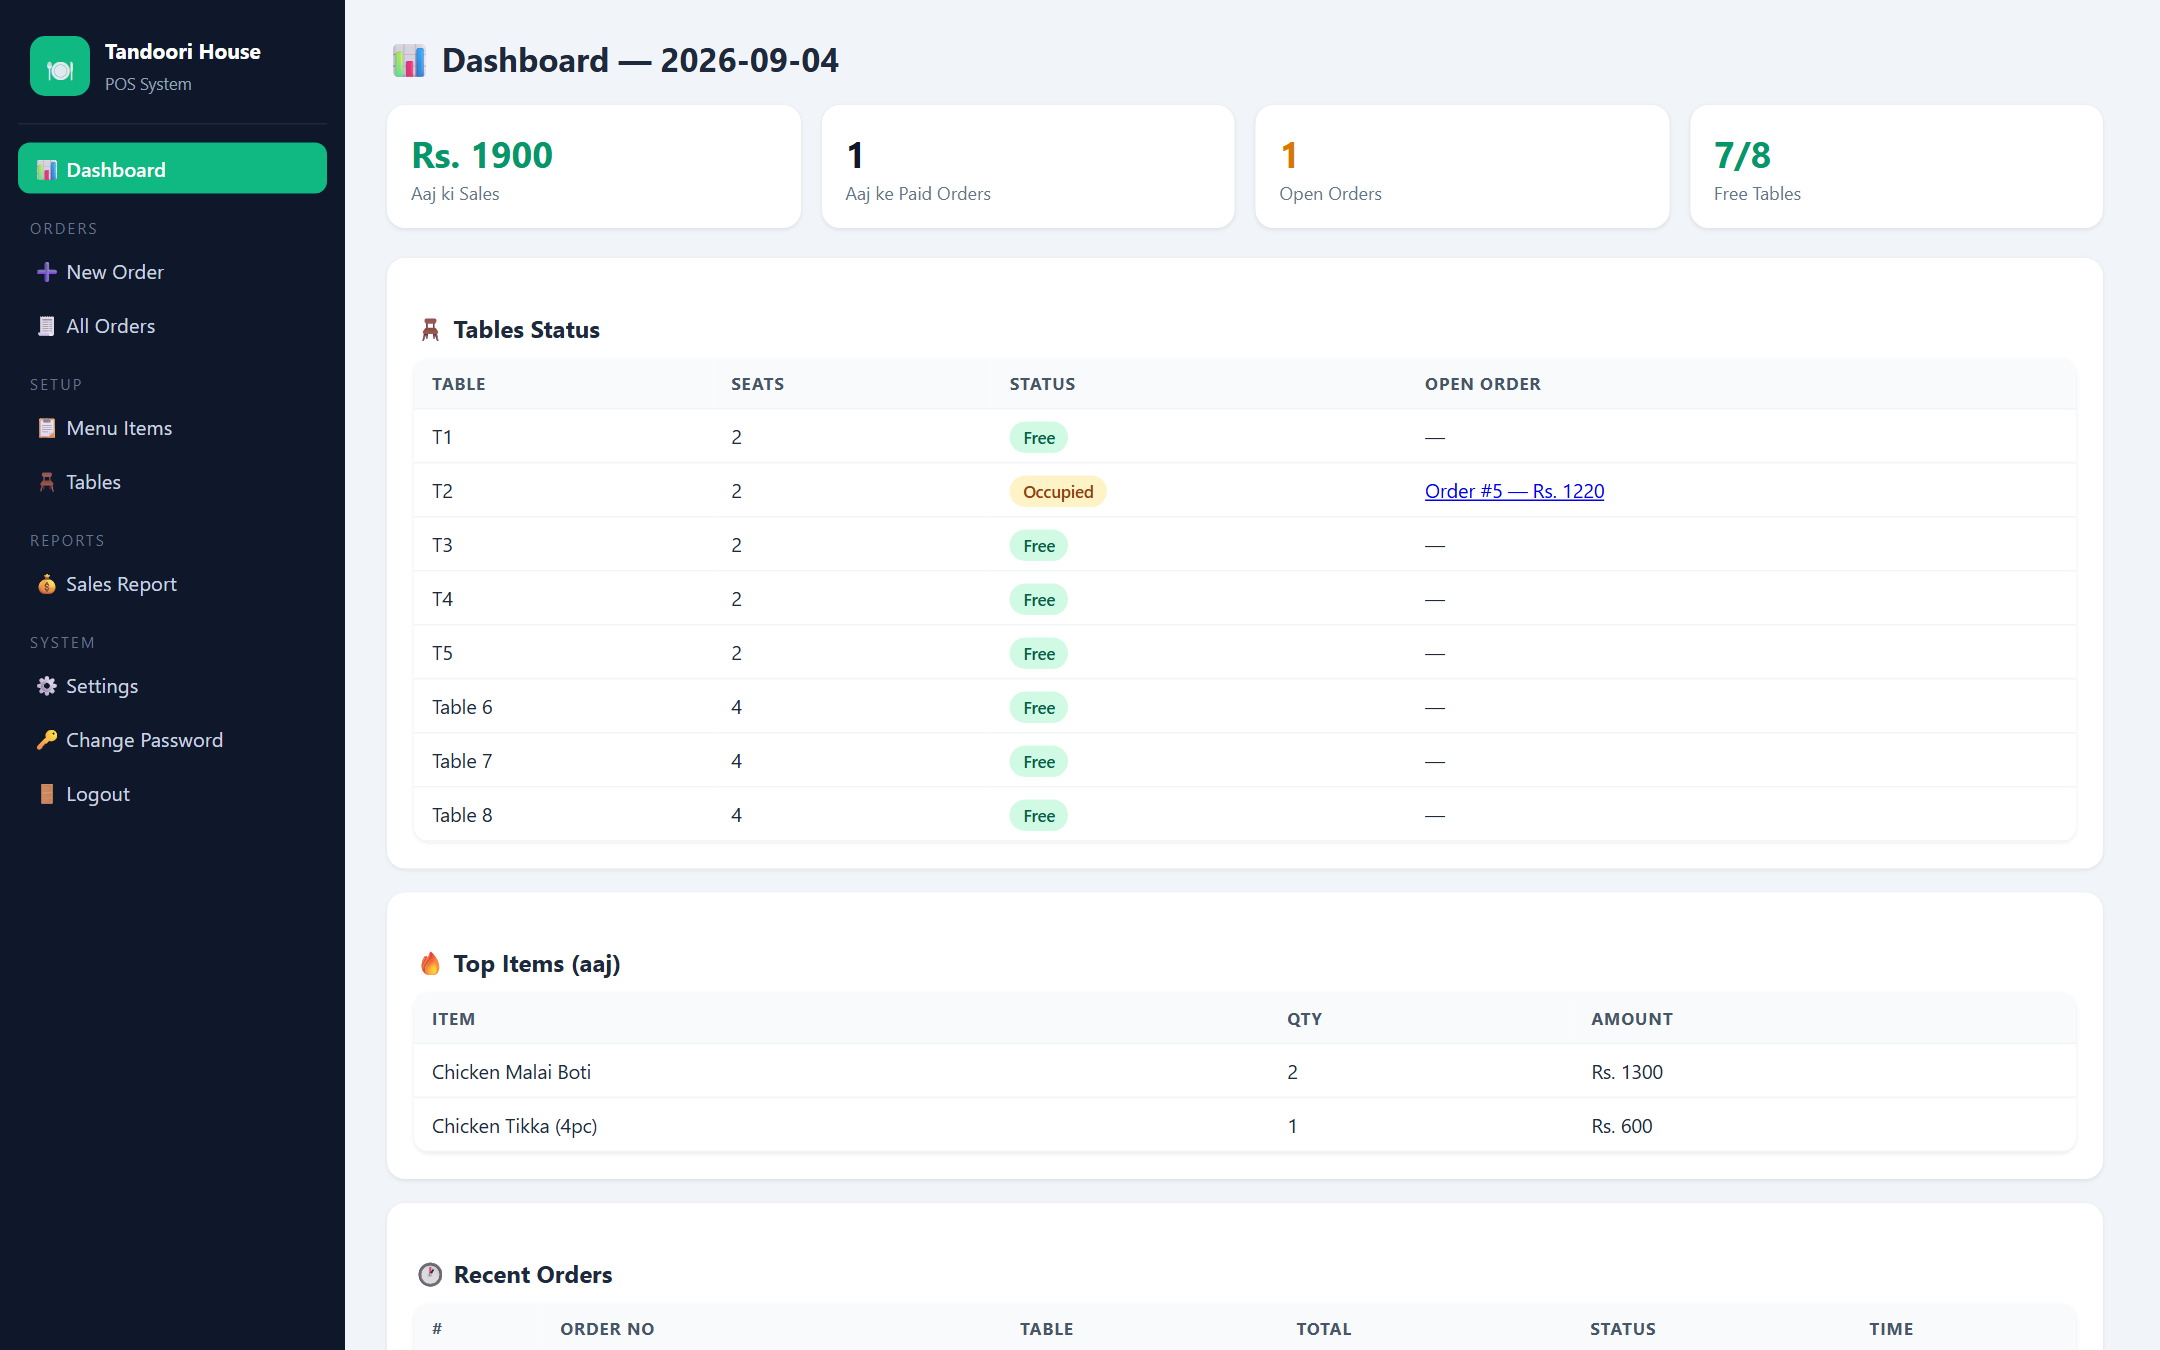 Tandoori House
POS System
Dashboard
ORDERS
New Order
All Orders
SETUP
Menu Items
Tables
REPORTS
Sales Report
SYSTEM
Settings
Change Password
Logout
Dashboard — 2026-09-04
Rs. 1900
Aaj ki Sales
1
Aaj ke Paid Orders
1
Open Orders
7/8
Free Tables
Tables Status
TABLE SEATS STATUS OPEN ORDER
T1 2 Free —
T2 2 Occupied Order #5 — Rs. 1220
T3 2 Free —
T4 2 Free —
T5 2 Free —
Table 6 4 Free —
Table 7 4 Free —
Table 8 4 Free —
Top Items (aaj)
ITEM QTY AMOUNT
Chicken Malai Boti 2 Rs. 1300
Chicken Tikka (4pc) 1 Rs. 600
Recent Orders
# ORDER NO TABLE TOTAL STATUS TIME